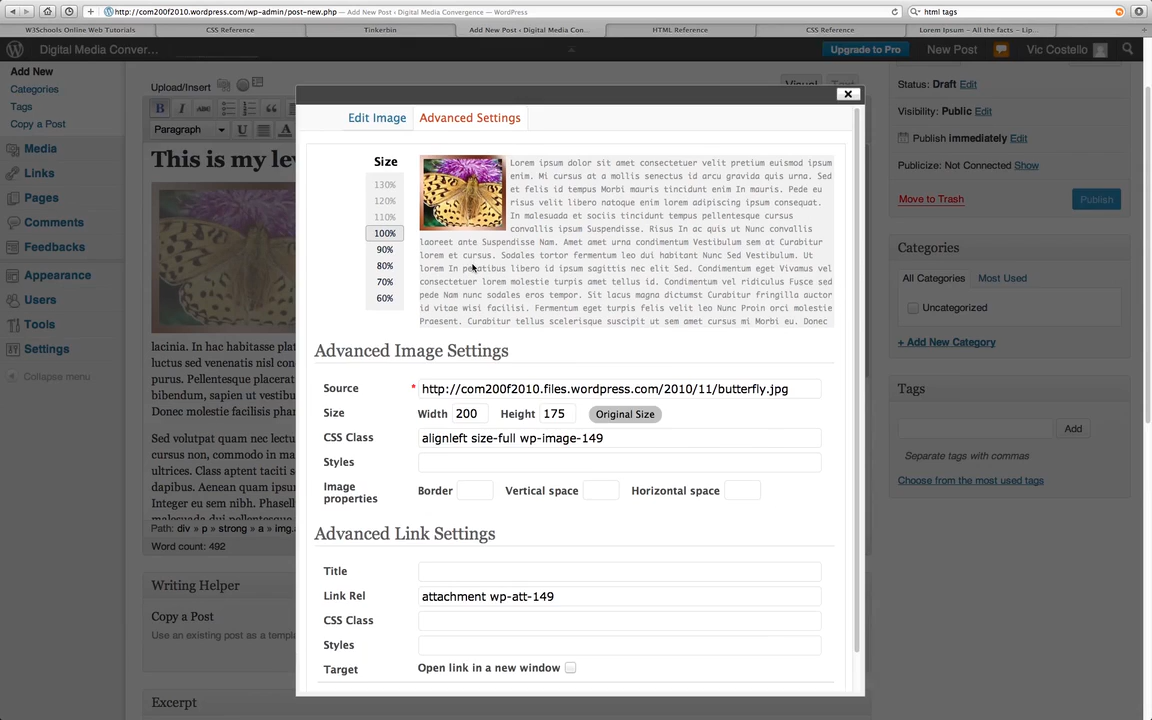 http://com200f2010.wordpress.com/wp-admin/post-new.php
Add New Post ‹ Digital Media Convergence — WordPress
html tags
W3Schools Online Web Tutorials
CSS Reference
Tinkerbin
Add New Post ‹ Digital Media Con...
HTML Reference
CSS Reference
Lorem Ipsum – All the facts – Lip...
Digital Media Conver...
Upgrade to Pro
New Post
Vic Costello
Add New
Categories
Tags
Copy a Post
Media
Links
Pages
Comments
Feedbacks
Appearance
Users
Tools
Settings
Collapse menu
Upload/Insert
Visual
Text
B I ABC
Paragraph
U
A
This is my lev
lacinia. In hac habitasse plat
luctus sed venenatis nisl con
purus. Pellentesque placerat
bibendum, sem penatibus la
Donec molestie facilisis pha
Sed volutpat quam nec lectu
cursus non, commodo in wis
ultrices. Class aptent taciti s
dapibus. Aenean quam ipsu
Integer eu sem nibh. Phasell
Path: div » p » strong » a » img.a
Word count: 492
Writing Helper
Copy a Post
Use an existing post as a templa
Excerpt
Edit Image
Advanced Settings
Size
130%
120%
110%
100%
90%
80%
70%
60%
Lorem ipsum dolor sit amet consectetuer velit pretium euismod ipsum
enim. Mi cursus at a mollis senectus id arcu gravida quis urna. Sed
et felis id tempus Morbi mauris tincidunt enim In mauris. Pede eu
risus velit libero natoque enim lorem adipiscing ipsum consequat.
In malesuada et sociis tincidunt tempus pellentesque cursus
convallis ipsum Suspendisse. Risus In ac quis ut Nunc convallis
laoreet ante Suspendisse Nam. Amet amet urna condimentum Vestibulum sem at Curabitur
lorem et cursus. Sodales tortor fermentum leo dui habitant Nunc Sed Vestibulum. Ut
lorem In penatibus libero id ipsum sagittis nec elit Sed. Condimentum eget Vivamus vel
consectetuer lorem molestie turpis amet tellus id. Condimentum vel ridiculus Fusce sed
pede Nam nunc sodales eros tempor. Sit lacus magna dictumst Curabitur fringilla auctor
id vitae wisi facilisi. Fermentum eget turpis felis velit leo Nunc Proin orci molestie
Praesent. Curabitur tellus scelerisque suscipit ut sem amet cursus mi Morbi eu. Donec
Advanced Image Settings
Source * http://com200f2010.files.wordpress.com/2010/11/butterfly.jpg
Size Width 200 Height 175 Original Size
CSS Class alignleft size-full wp-image-149
Styles
Image properties Border Vertical space Horizontal space
Advanced Link Settings
Title
Link Rel attachment wp-att-149
CSS Class
Styles
Target Open link in a new window
Status: Draft Edit
Visibility: Public Edit
Publish immediately Edit
Publicize: Not Connected Show
Move to Trash
Publish
Categories
All Categories
Most Used
Uncategorized
+ Add New Category
Tags
Add
Separate tags with commas
Choose from the most used tags